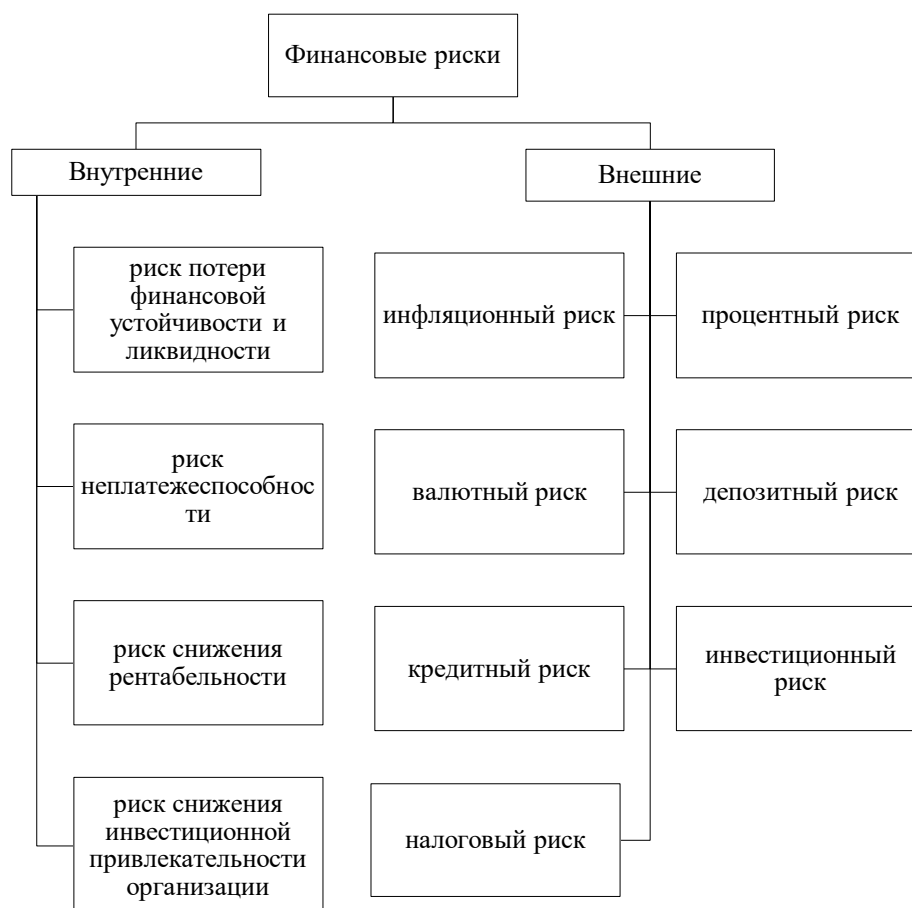 Финансовые риски
Внутренние
Внешние
риск потери
финансовой
устойчивости и
ликвидности
инфляционный риск
процентный риск
риск
неплатежеспособнос
ти
валютный риск
депозитный риск
риск снижения
рентабельности
кредитный риск
инвестиционный
риск
риск снижения
инвестиционной
привлекательности
организации
налоговый риск